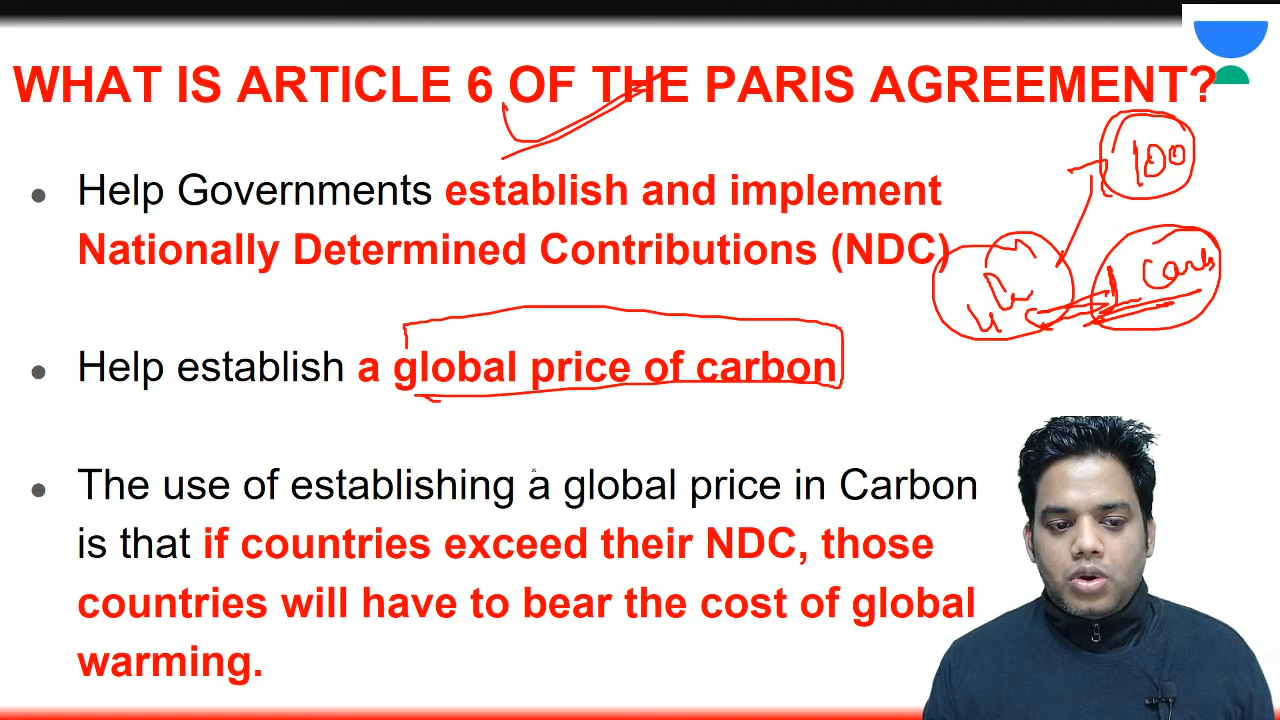 WHAT IS ARTICLE 6 OF THE PARIS AGREEMENT?
100
Help Governments establish and implement
Nationally Determined Contributions (NDC)
1 Carb
Help establish a global price of carbon
The use of establishing a global price in Carbon
is that if countries exceed their NDC, those
countries will have to bear the cost of global
warming.